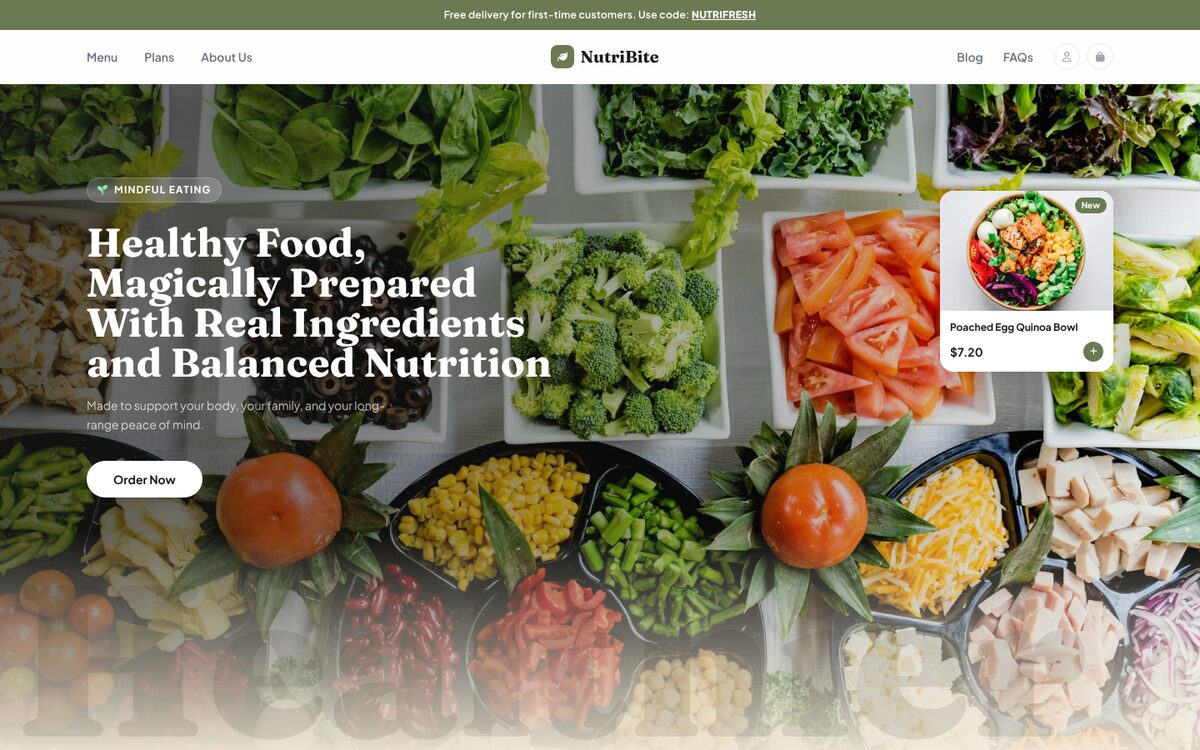 Free delivery for first-time customers. Use code: NUTRIFRESH
Menu
Plans
About Us
NutriBite
Blog
FAQs
MINDFUL EATING
Healthy Food,
Magically Prepared
With Real Ingredients
and Balanced Nutrition
Made to support your body, your family, and your long-
range peace of mind.
Order Now
New
Poached Egg Quinoa Bowl
$7.20
+
Healthier